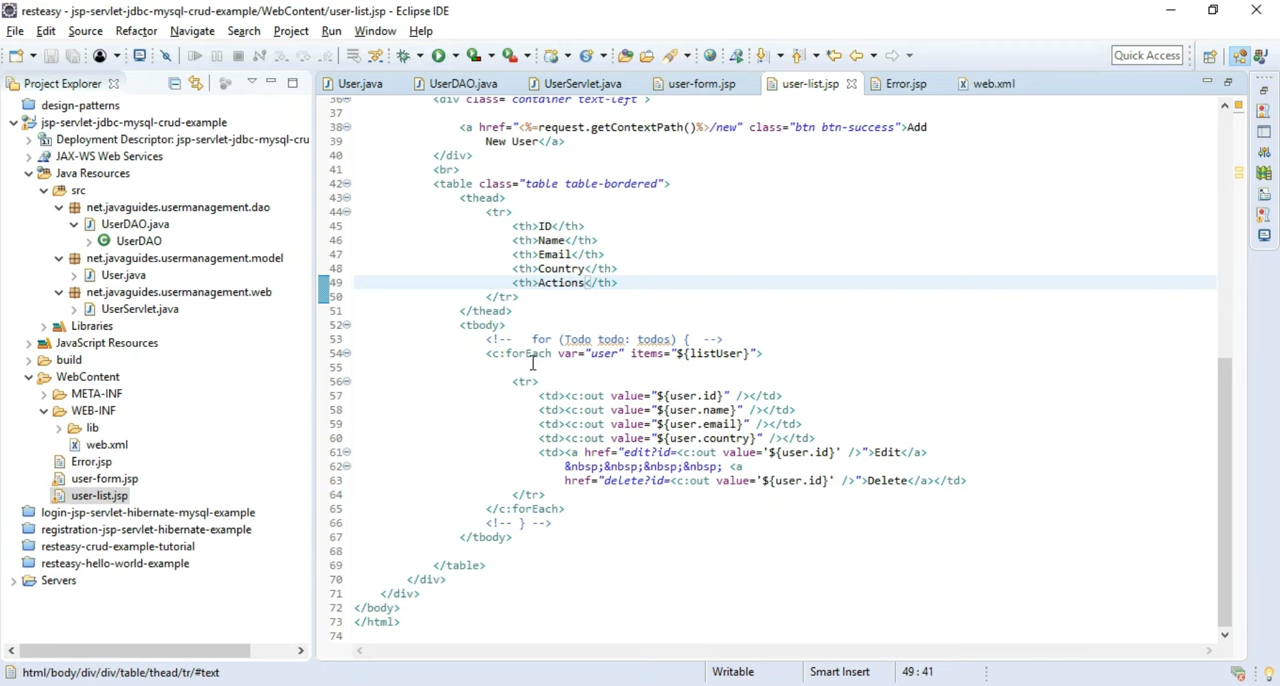 resteasy - jsp-servlet-jdbc-mysql-crud-example/WebContent/user-list.jsp - Eclipse IDE
File Edit Source Refactor Navigate Search Project Run Window Help
Quick Access
Project Explorer
design-patterns
jsp-servlet-jdbc-mysql-crud-example
Deployment Descriptor: jsp-servlet-jdbc-mysql-cru
JAX-WS Web Services
Java Resources
src
net.javaguides.usermanagement.dao
UserDAO.java
UserDAO
net.javaguides.usermanagement.model
User.java
net.javaguides.usermanagement.web
UserServlet.java
Libraries
JavaScript Resources
build
WebContent
META-INF
WEB-INF
lib
web.xml
Error.jsp
user-form.jsp
user-list.jsp
login-jsp-servlet-hibernate-mysql-example
registration-jsp-servlet-hibernate-example
resteasy-crud-example-tutorial
resteasy-hello-world-example
Servers
User.java UserDAO.java UserServlet.java user-form.jsp user-list.jsp Error.jsp web.xml
36 <div class="container text-left">
37
38 <a href="<%=request.getContextPath()%>/new" class="btn btn-success">Add
39 New User</a>
40 </div>
41 <br>
42 <table class="table table-bordered">
43 <thead>
44 <tr>
45 <th>ID</th>
46 <th>Name</th>
47 <th>Email</th>
48 <th>Country</th>
49 <th>Actions</th>
50 </tr>
51 </thead>
52 <tbody>
53 <!-- for (Todo todo: todos) { -->
54 <c:forEach var="user" items="${listUser}">
55
56 <tr>
57 <td><c:out value="${user.id}" /></td>
58 <td><c:out value="${user.name}" /></td>
59 <td><c:out value="${user.email}" /></td>
60 <td><c:out value="${user.country}" /></td>
61 <td><a href="edit?id=<c:out value='${user.id}' />">Edit</a>
62 &nbsp;&nbsp;&nbsp;&nbsp; <a
63 href="delete?id=<c:out value='${user.id}' />">Delete</a></td>
64 </tr>
65 </c:forEach>
66 <!-- } -->
67 </tbody>
68
69 </table>
70 </div>
71 </div>
72 </body>
73 </html>
74
html/body/div/div/table/thead/tr/#text Writable Smart Insert 49 : 41